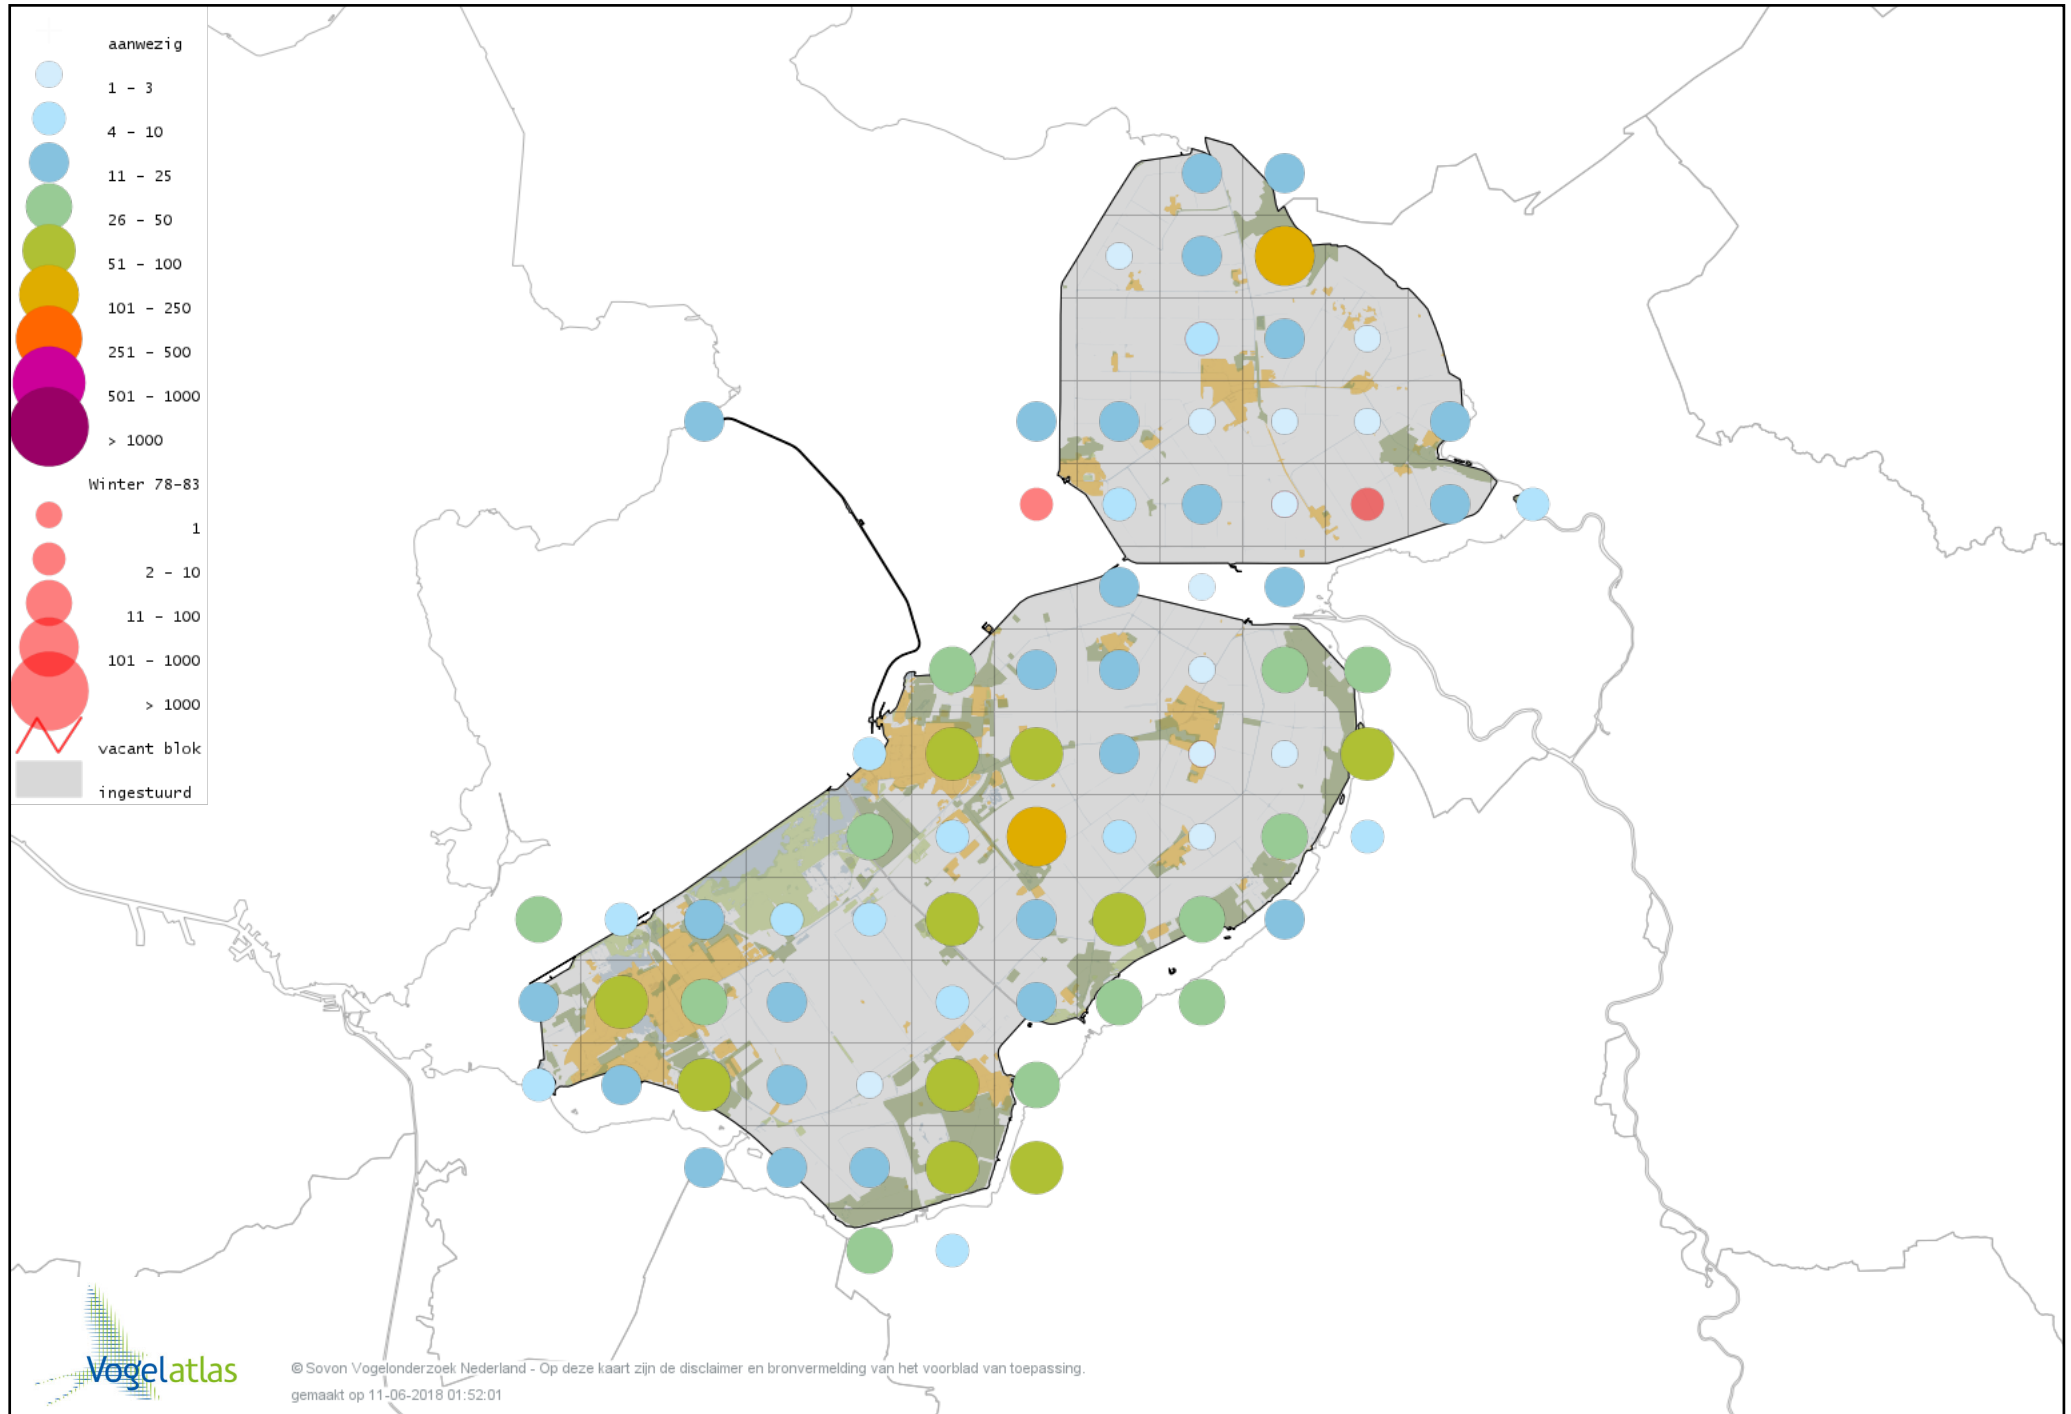 aanwezig
1 - 3
4 - 10
11 - 25
26 - 50
51 - 100
101 - 250
251 - 500
501 - 1000
> 1000
Winter 78-83
1
2 - 10
11 - 100
101 - 1000
> 1000
vacant blok
ingestuurd
Vogelatlas
© Sovon Vogelonderzoek Nederland - Op deze kaart zijn de disclaimer en bronvermelding van het voorblad van toepassing.
gemaakt op 11-06-2018 01:52:01